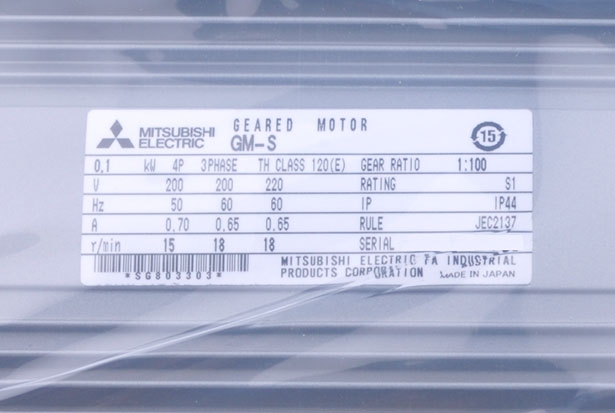 GEARED MOTOR
MITSUBISHI
ELECTRIC
GM-S
15
0.1 kW 4P 3PHASE TH CLASS 120(E) GEAR RATIO 1:100
V 200 200 220 RATING S1
Hz 50 60 60 IP IP44
A 0.70 0.65 0.65 RULE JEC2137
r/min 15 18 18 SERIAL
*SG803303*
MITSUBISHI ELECTRIC FA INDUSTRIAL
PRODUCTS CORPORATION MADE IN JAPAN